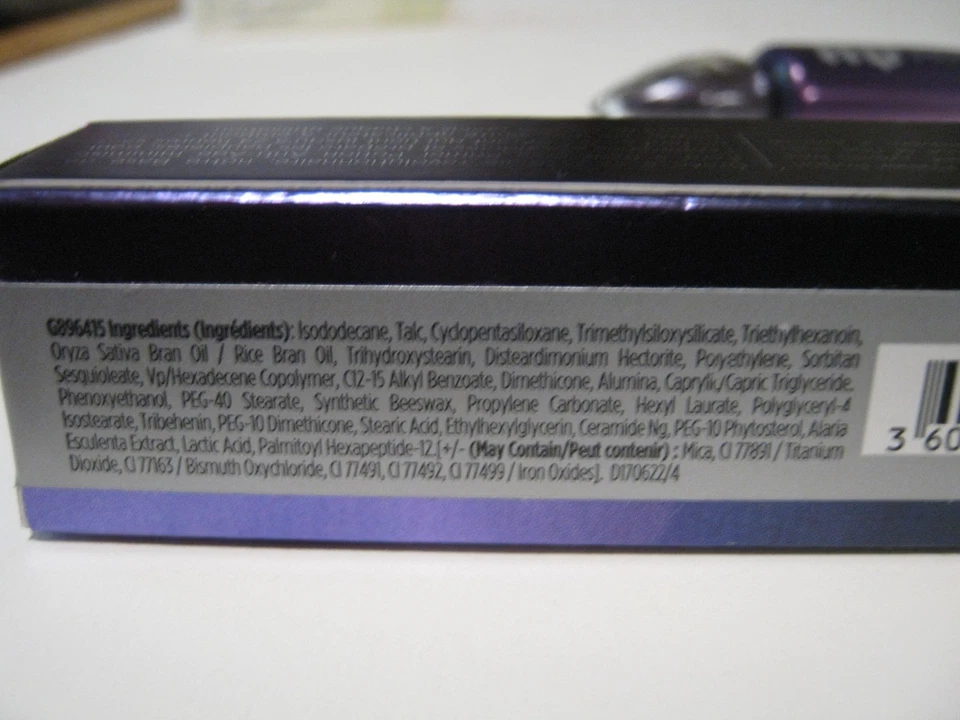 G896415 Ingredients (Ingrédients): Isododecane, Talc, Cyclopentasiloxane, Trimethylsiloxysilicate, Triethylhexanoin,
Oryza Sativa Bran Oil / Rice Bran Oil, Trihydroxystearin, Disteardimonium Hectorite, Polyethylene, Sorbitan
Sesquioleate, Vp/Hexadecene Copolymer, C12-15 Alkyl Benzoate, Dimethicone, Alumina, Caprylic/Capric Triglyceride.
Phenoxyethanol, PEG-40 Stearate, Synthetic Beeswax, Propylene Carbonate, Hexyl Laurate, Polyglyceryl-4
Isostearate, Tribehenin, PEG-10 Dimethicone, Stearic Acid, Ethylhexylglycerin, Ceramide Ng, PEG-10 Phytosterol, Alaria
Esculenta Extract, Lactic Acid, Palmitoyl Hexapeptide-12.[+/- (May Contain/Peut contenir) : Mica, CI 77891 / Titanium
Dioxide, CI 77163 / Bismuth Oxychloride, CI 77491, CI 77492, CI 77499 / Iron Oxides]. D170622/4
3 60